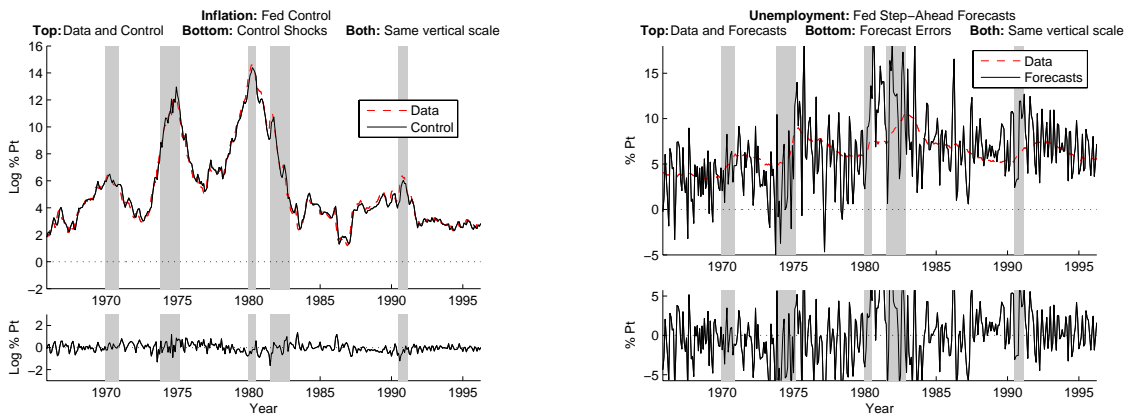 Inflation: Fed Control
Top: Data and Control Bottom: Control Shocks Both: Same vertical scale
16
14
12
10
8
6
4
2
0
−2
Log % Pt
Data
Control
1970 1975 1980 1985 1990 1995
2
0
−2
Log % Pt
1970 1975 1980 1985 1990 1995
Year
Unemployment: Fed Step−Ahead Forecasts
Top: Data and Forecasts Bottom: Forecast Errors Both: Same vertical scale
15
10
5
0
−5
% Pt
Data
Forecasts
1970 1975 1980 1985 1990 1995
5
0
−5
% Pt
1970 1975 1980 1985 1990 1995
Year